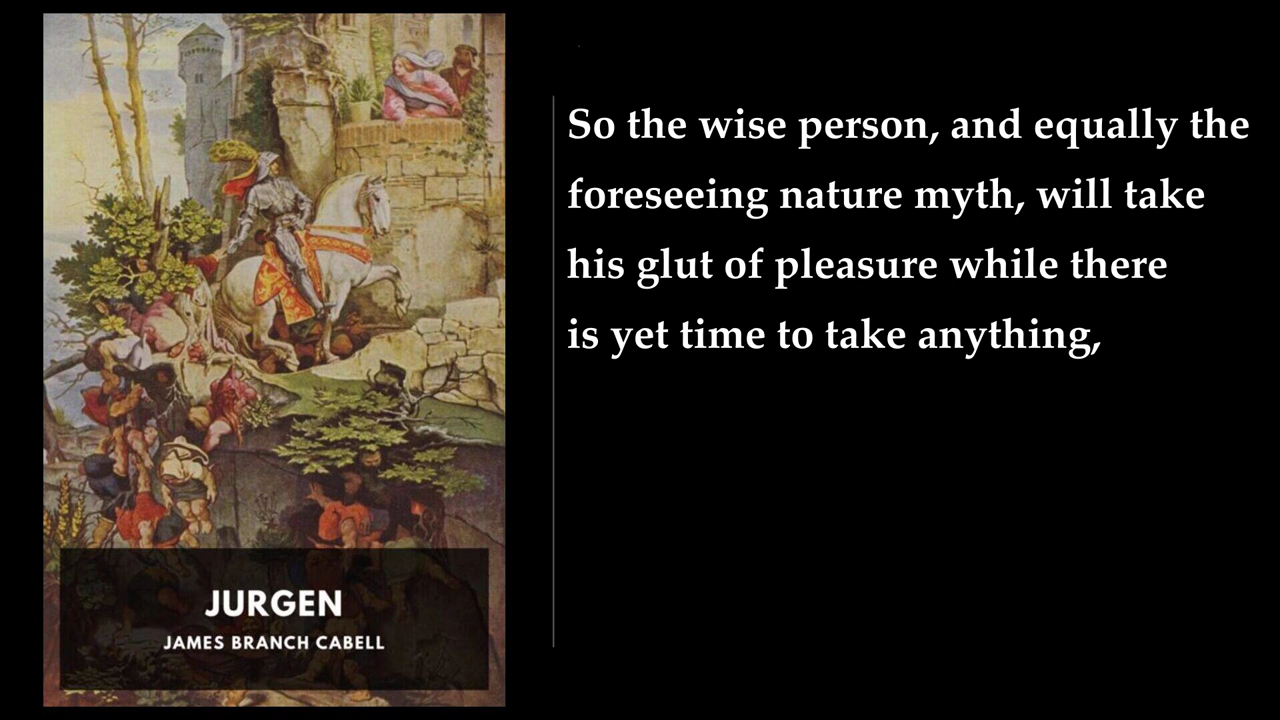 So the wise person, and equally the
foreseeing nature myth, will take
his glut of pleasure while there
is yet time to take anything,
JURGEN
JAMES BRANCH CABELL